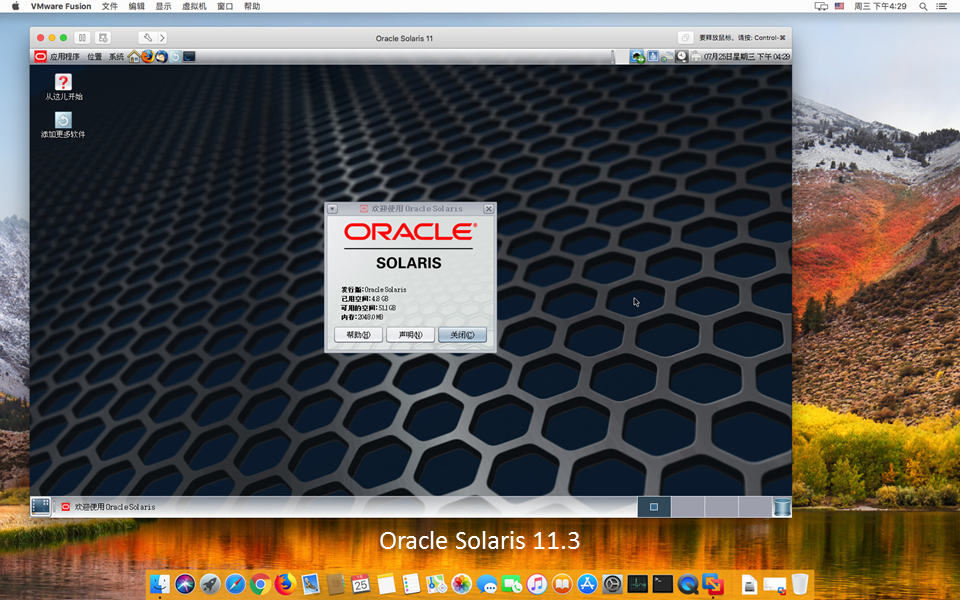 VMware Fusion 文件 编辑 显示 虚拟机 窗口 帮助 周三 下午4:29
Oracle Solaris 11 要释放鼠标，请按: Control-⌘
应用程序 位置 系统 07月25日星期三 下午 04:29
从这儿开始
添加更多软件
欢迎使用 Oracle Solaris
ORACLE®
SOLARIS
发行版: Oracle Solaris
已用空间: 4.8 GB
可用的空间: 51.1 GB
内存: 2048.0 MB
帮助(H) 声明(N) 关闭(C)
欢迎使用 Oracle Solaris
Oracle Solaris 11.3
25